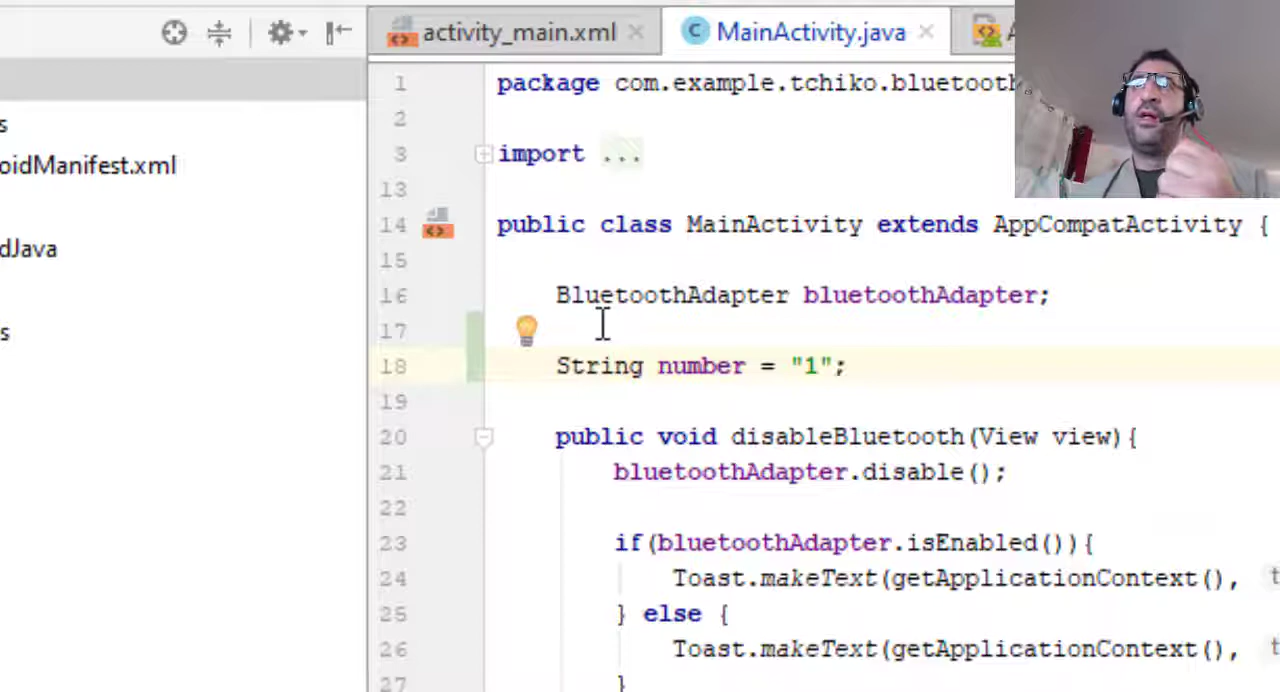 activity_main.xml
MainActivity.java
s
oidManifest.xml
dJava
s
1 package com.example.tchiko.bluetooth
2
3 import ...
13
14 public class MainActivity extends AppCompatActivity {
15
16 BluetoothAdapter bluetoothAdapter;
17
18 String number = "1";
19
20 public void disableBluetooth(View view){
21 bluetoothAdapter.disable();
22
23 if(bluetoothAdapter.isEnabled()){
24 Toast.makeText(getApplicationContext(), t
25 } else {
26 Toast.makeText(getApplicationContext(), t
27 }